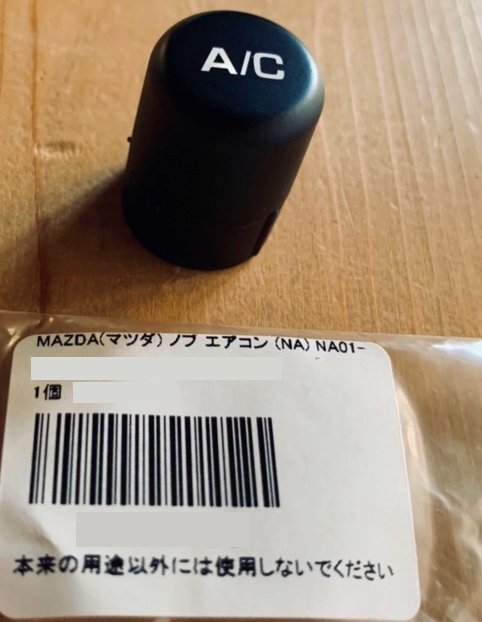 A/C
MAZDA(マツダ) ノブ エアコン (NA) NA01-
1個
本来の用途以外には使用しないでください